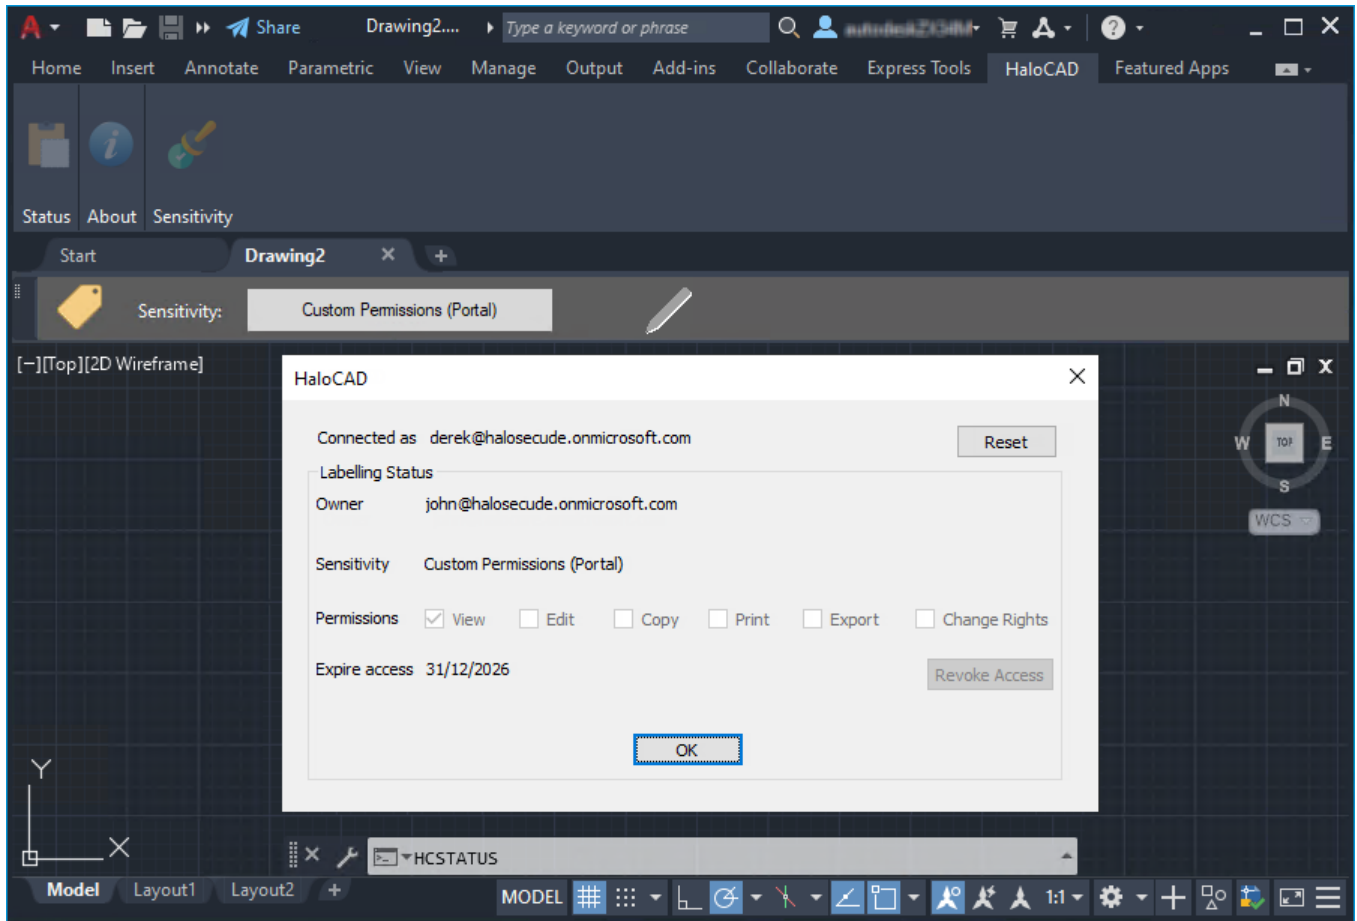 A Share Drawing2.... Type a keyword or phrase ?
Home Insert Annotate Parametric View Manage Output Add-ins Collaborate Express Tools HaloCAD Featured Apps
Status About Sensitivity
Start Drawing2 × +
Sensitivity: Custom Permissions (Portal)
[−][Top][2D Wireframe]
HaloCAD
Connected as derek@halosecude.onmicrosoft.com Reset
Labelling Status
Owner john@halosecude.onmicrosoft.com
Sensitivity Custom Permissions (Portal)
Permissions View Edit Copy Print Export Change Rights
Expire access 31/12/2026 Revoke Access
OK
N
W TOP E
S
WCS
Y
X
HCSTATUS
Model Layout1 Layout2 + MODEL 1:1